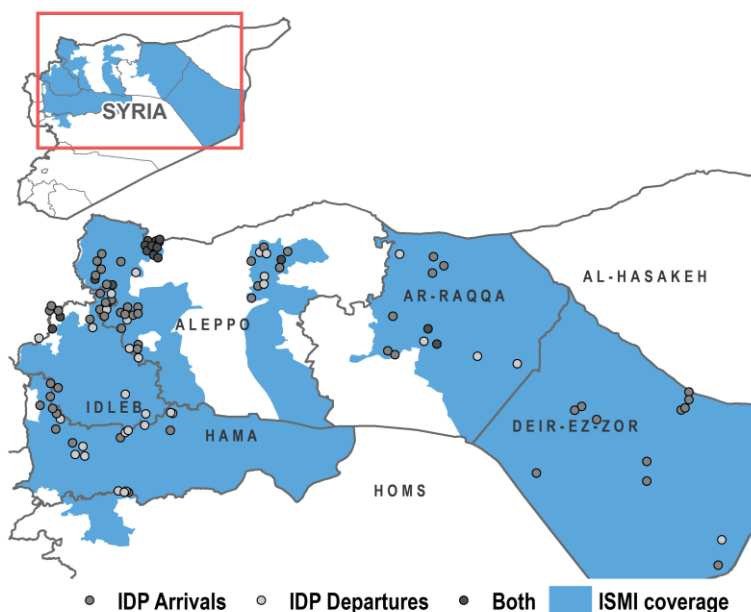 SYRIA
AL-HASAKEH
AR-RAQQA
ALEPPO
IDLEB
DEIR-EZ-ZOR
HAMA
HOMS
IDP Arrivals IDP Departures Both ISMI coverage